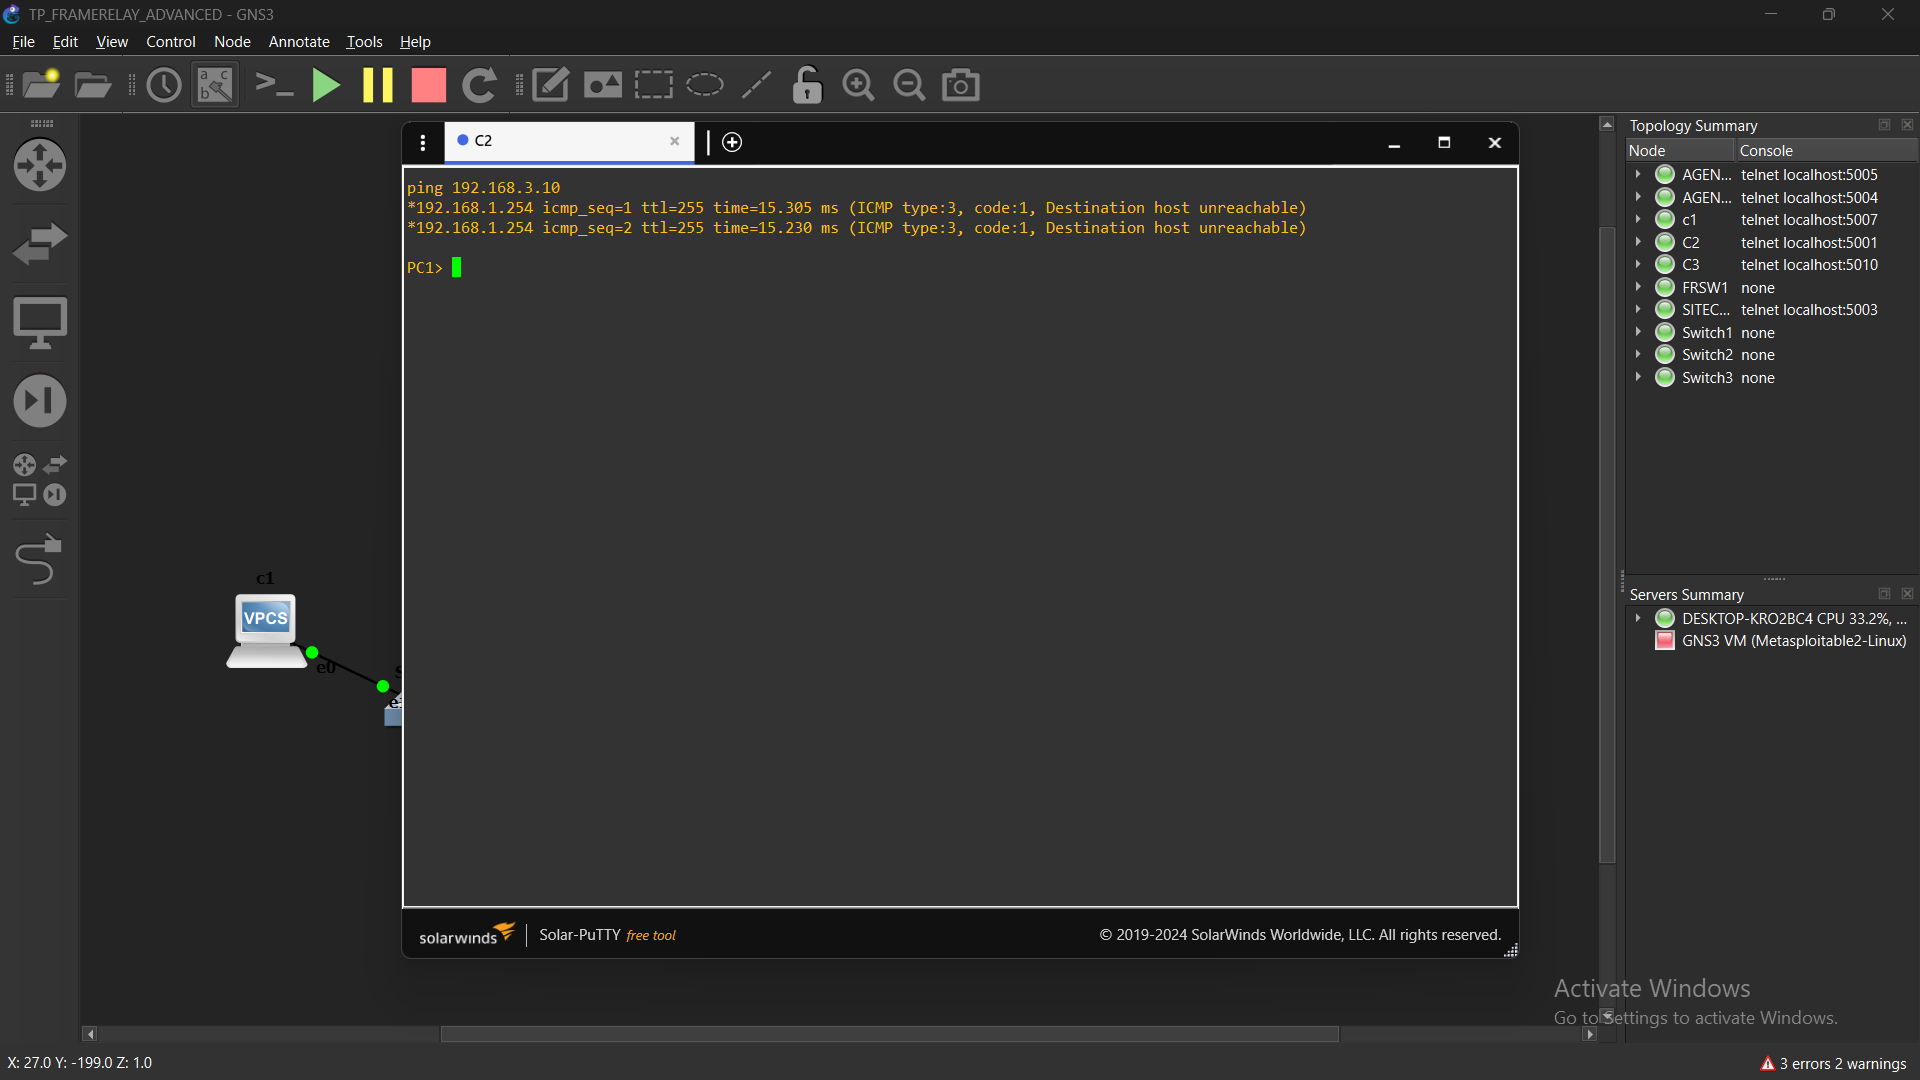 TP_FRAMERELAY_ADVANCED - GNS3
File Edit View Control Node Annotate Tools Help
a c
b
C2
ping 192.168.3.10
*192.168.1.254 icmp_seq=1 ttl=255 time=15.305 ms (ICMP type:3, code:1, Destination host unreachable)
*192.168.1.254 icmp_seq=2 ttl=255 time=15.230 ms (ICMP type:3, code:1, Destination host unreachable)
PC1>
c1
VPCS
e0
solarwinds Solar-PuTTY free tool
© 2019-2024 SolarWinds Worldwide, LLC. All rights reserved.
Topology Summary
Node Console
AGEN... telnet localhost:5005
AGEN... telnet localhost:5004
c1 telnet localhost:5007
C2 telnet localhost:5001
C3 telnet localhost:5010
FRSW1 none
SITEC... telnet localhost:5003
Switch1 none
Switch2 none
Switch3 none
Servers Summary
DESKTOP-KRO2BC4 CPU 33.2%, ...
GNS3 VM (Metasploitable2-Linux)
Activate Windows
Go to Settings to activate Windows.
X: 27.0 Y: -199.0 Z: 1.0
3 errors 2 warnings